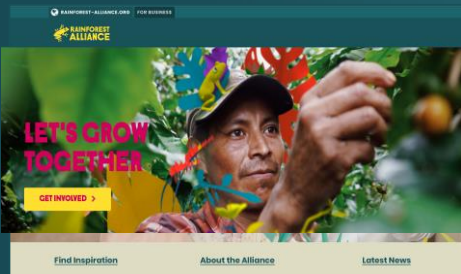 RAINFOREST-ALLIANCE.ORG FOR BUSINESS
RAINFOREST
ALLIANCE
LET'S GROW
TOGETHER
GET INVOLVED >
Find Inspiration About the Alliance Latest News